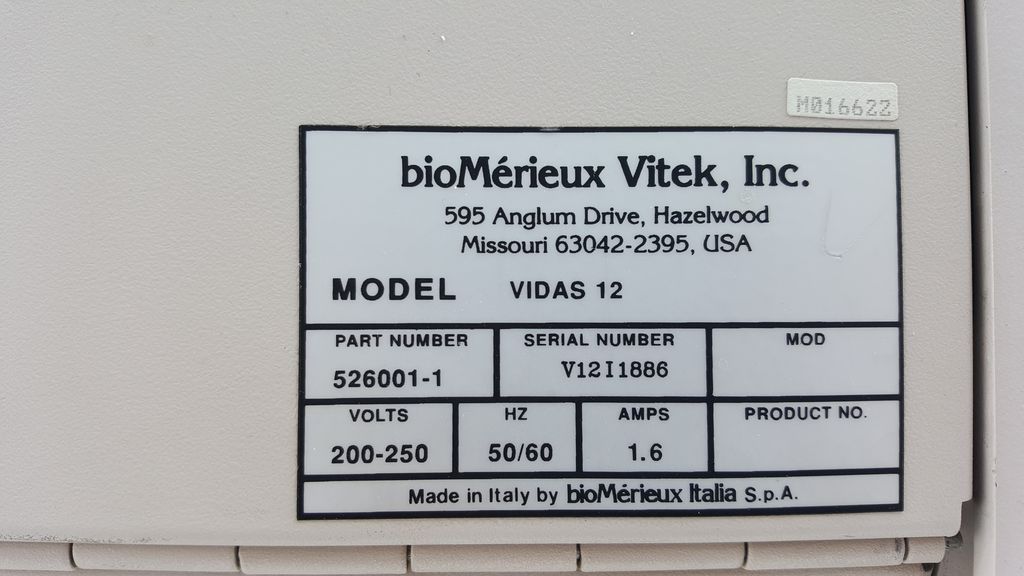 M016622
bioMérieux Vitek, Inc.
595 Anglum Drive, Hazelwood
Missouri 63042-2395, USA
MODEL VIDAS 12
PART NUMBER SERIAL NUMBER MOD
526001-1 V12I1886
VOLTS HZ AMPS PRODUCT NO.
200-250 50/60 1.6
Made in Italy by bioMérieux Italia S.p.A.